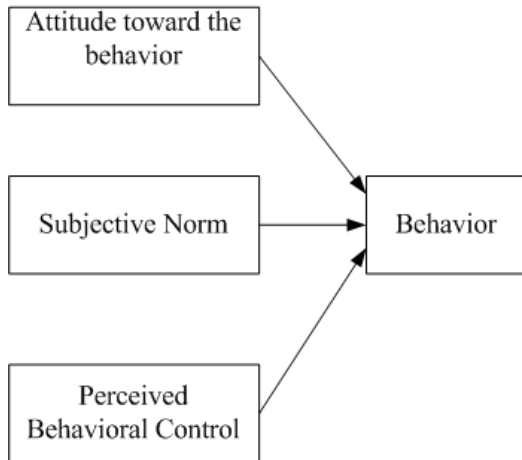 Attitude toward the
behavior
Subjective Norm
Behavior
Perceived
Behavioral Control